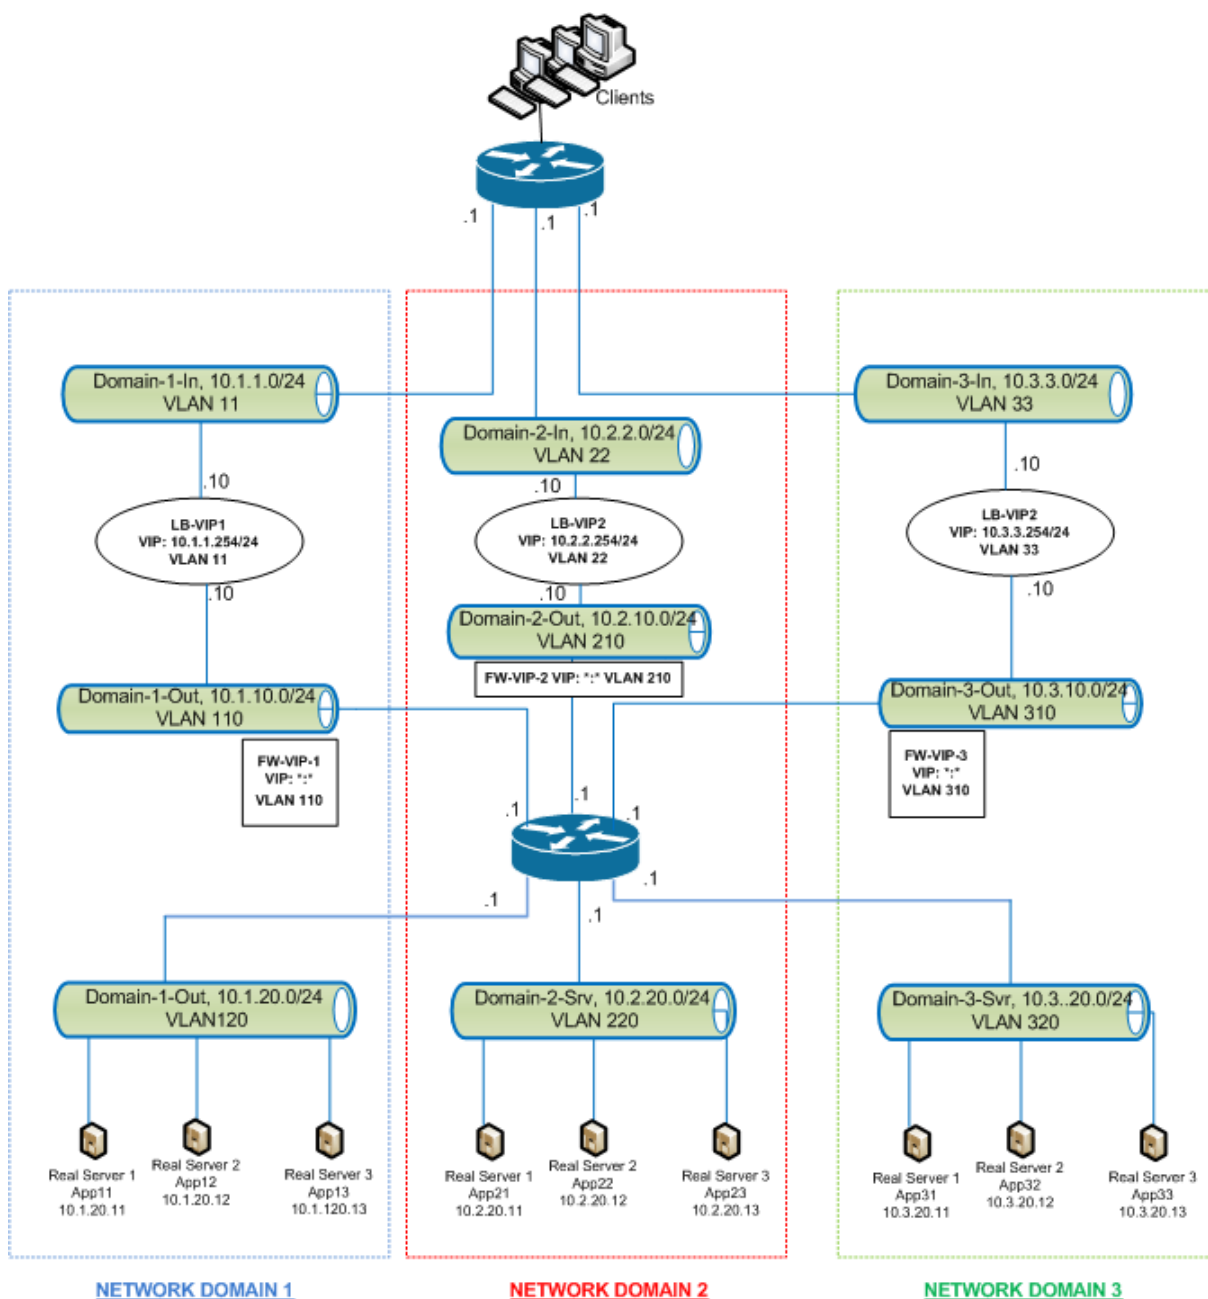 Clients
.1
.1
.1
Domain-1-In, 10.1.1.0/24
VLAN 11
Domain-3-In, 10.3.3.0/24
VLAN 33
Domain-2-In, 10.2.2.0/24
VLAN 22
.10
.10
.10
LB-VIP1
VIP: 10.1.1.254/24
VLAN 11
LB-VIP2
VIP: 10.2.2.254/24
VLAN 22
LB-VIP2
VIP: 10.3.3.254/24
VLAN 33
.10
.10
.10
Domain-2-Out, 10.2.10.0/24
VLAN 210
FW-VIP-2 VIP: *:* VLAN 210
Domain-1-Out, 10.1.10.0/24
VLAN 110
Domain-3-Out, 10.3.10.0/24
VLAN 310
FW-VIP-1
VIP: *:*
VLAN 110
FW-VIP-3
VIP: *:*
VLAN 310
.1
.1
.1
.1
.1
.1
Domain-1-Out, 10.1.20.0/24
VLAN120
Domain-2-Srv, 10.2.20.0/24
VLAN 220
Domain-3-Svr, 10.3..20.0/24
VLAN 320
Real Server 1
App11
10.1.20.11
Real Server 2
App12
10.1.20.12
Real Server 3
App13
10.1.120.13
Real Server 1
App21
10.2.20.11
Real Server 2
App22
10.2.20.12
Real Server 3
App23
10.2.20.13
Real Server 1
App31
10.3.20.11
Real Server 2
App32
10.3.20.12
Real Server 3
App33
10.3.20.13
NETWORK DOMAIN 1
NETWORK DOMAIN 2
NETWORK DOMAIN 3